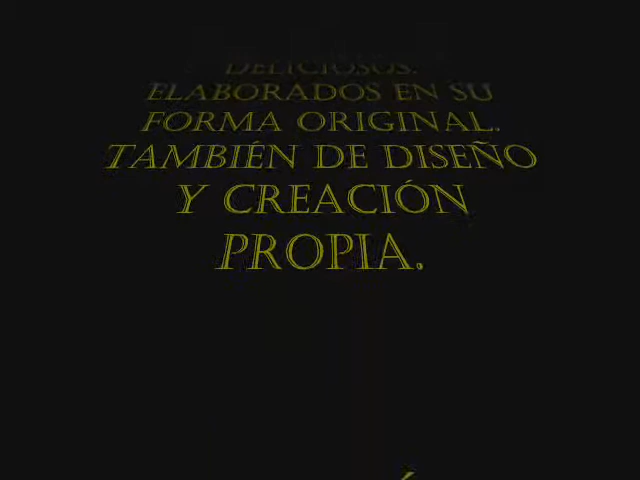 DELICIOSOS.
ELABORADOS EN SU
FORMA ORIGINAL.
TAMBIÉN DE DISEÑO
Y CREACIÓN
PROPIA.